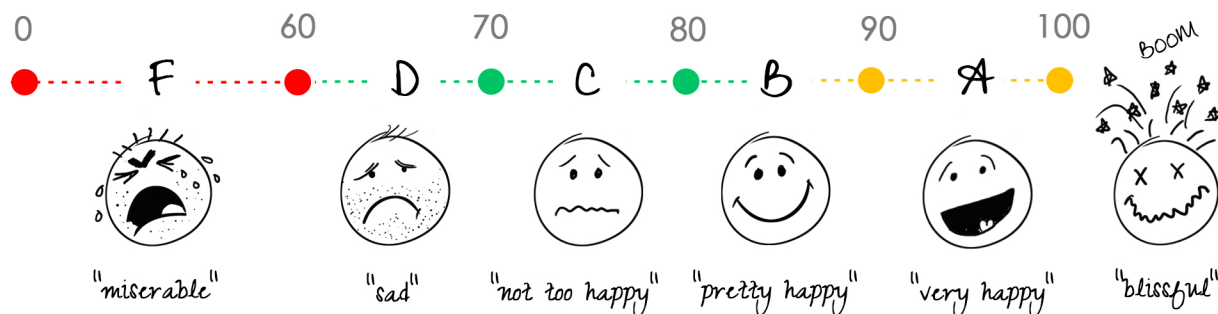 0 60 70 80 90 100
BOOM
F D C B A
"miserable" "sad" "not too happy" "pretty happy" "very happy" "blissful"